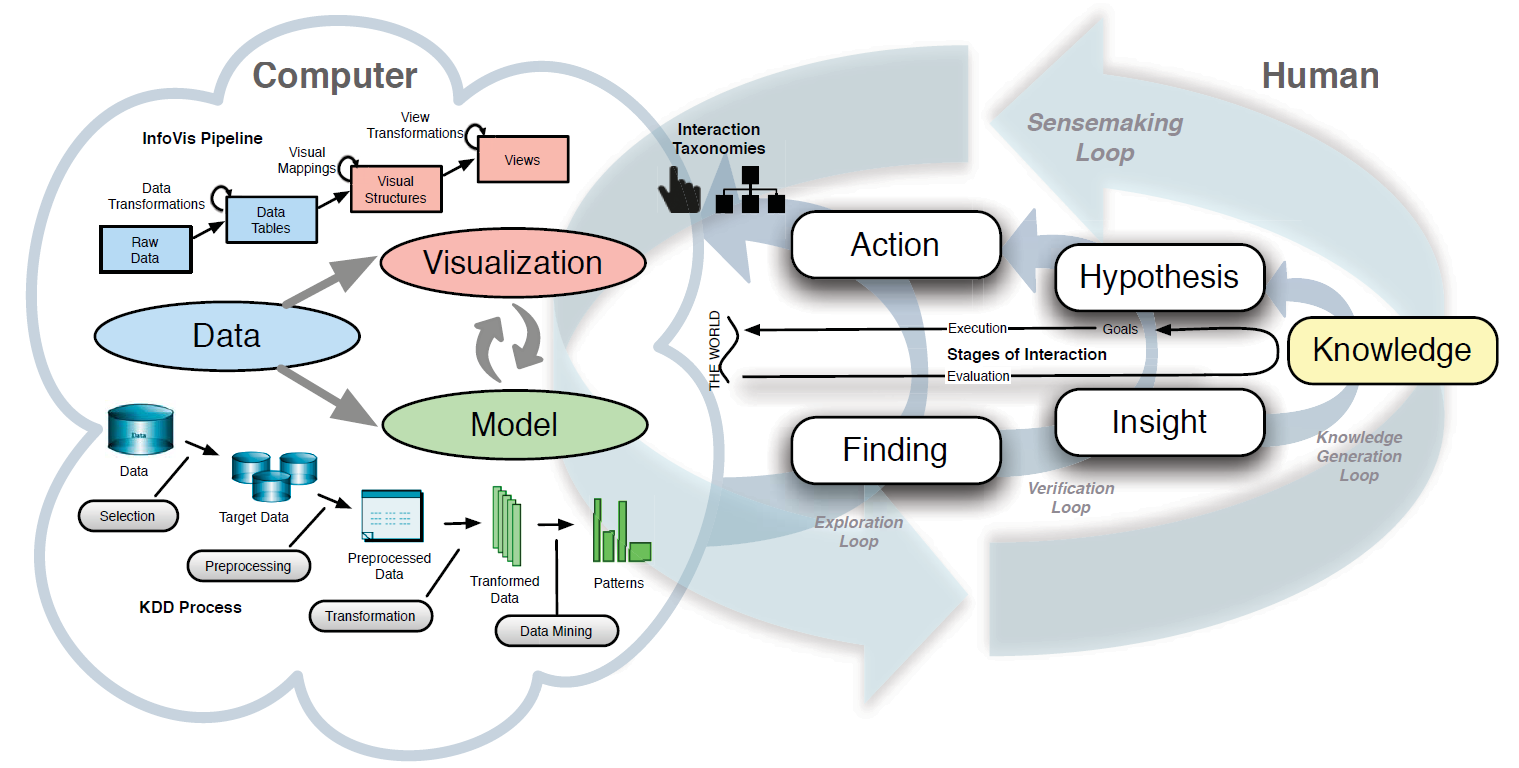 Computer
Human
InfoVis Pipeline
View
Transformations
Visual
Mappings
Data
Transformations
Raw
Data
Data
Tables
Visual
Structures
Views
Interaction
Taxonomies
Sensemaking
Loop
Visualization
Data
Model
Action
Hypothesis
Knowledge
THE WORLD
Execution
Goals
Stages of Interaction
Evaluation
Finding
Insight
Exploration
Loop
Verification
Loop
Knowledge
Generation
Loop
Data
Data
Selection
Target Data
Preprocessing
Preprocessed
Data
Transformation
Tranformed
Data
Data Mining
Patterns
KDD Process